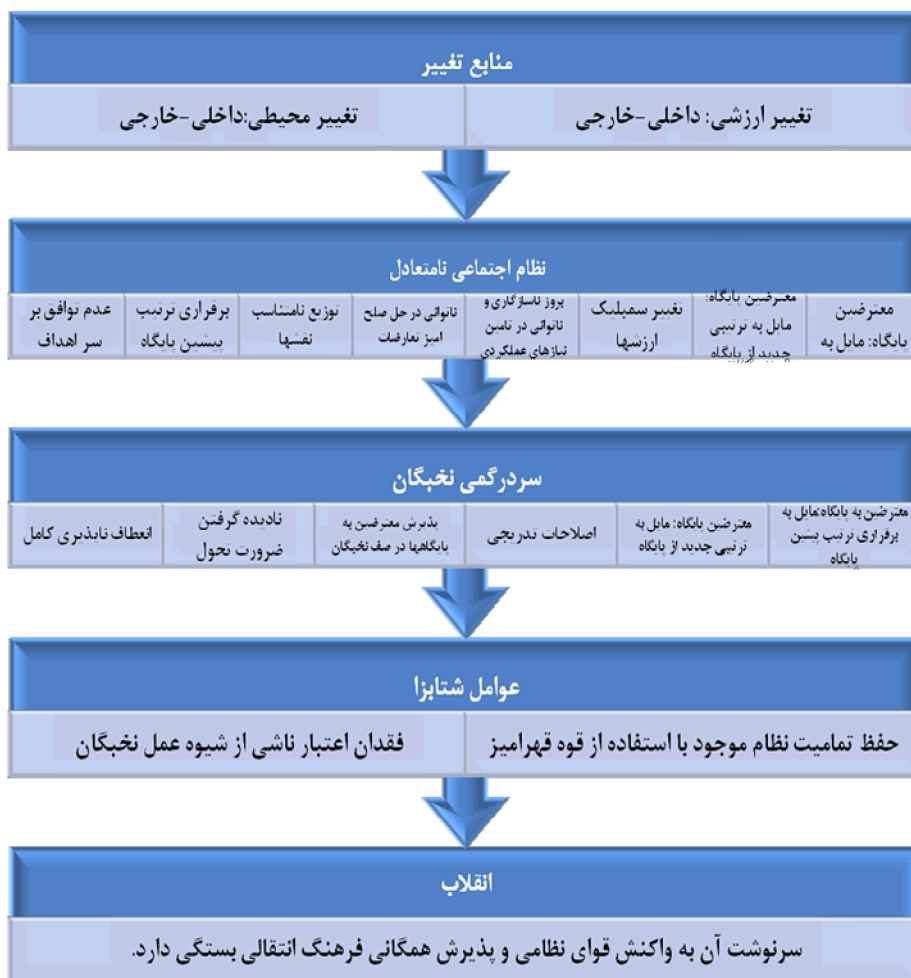 منابع تغییر
تغییر ارزشی: داخلی-خارجی
تغییر محیطی:داخلی-خارجی
نظام اجتماعی نامتعادل
معترضین
پایگاه: مایل به
معترضین پایگاه:
مایل به ترتیبی
جدید از پایگاه
تغییر سمبلیک
ارزشها
بروز ناسازگاری و
ناتوانی در تامین
نیازهای عملکردی
ناتوانی در حل صلح
امیز تعارضات
توزیع نامتناسب
نقشها
برقراری ترتیب
پیشین پایگاه
عدم توافق بر
سر اهداف
سردرگمی نخبگان
معترضین به پایگاه:مایل به
برقراری ترتیب پیشین
پایگاه
معترضین پایگاه: مایل به
ترتیبی جدید از پایگاه
اصلاحات تدریجی
پذیرش معترضین به
پایگاهها در صف نخبگان
نادیده گرفتن
ضرورت تحول
انعطاف ناپذیری کامل
عوامل شتابزا
حفظ تمامیت نظام موجود با استفاده از قوه قهرامیز
فقدان اعتبار ناشی از شیوه عمل نخبگان
انقلاب
سرنوشت آن به واکنش قوای نظامی و پذیرش همگانی فرهنگ انتقالی بستگی دارد.